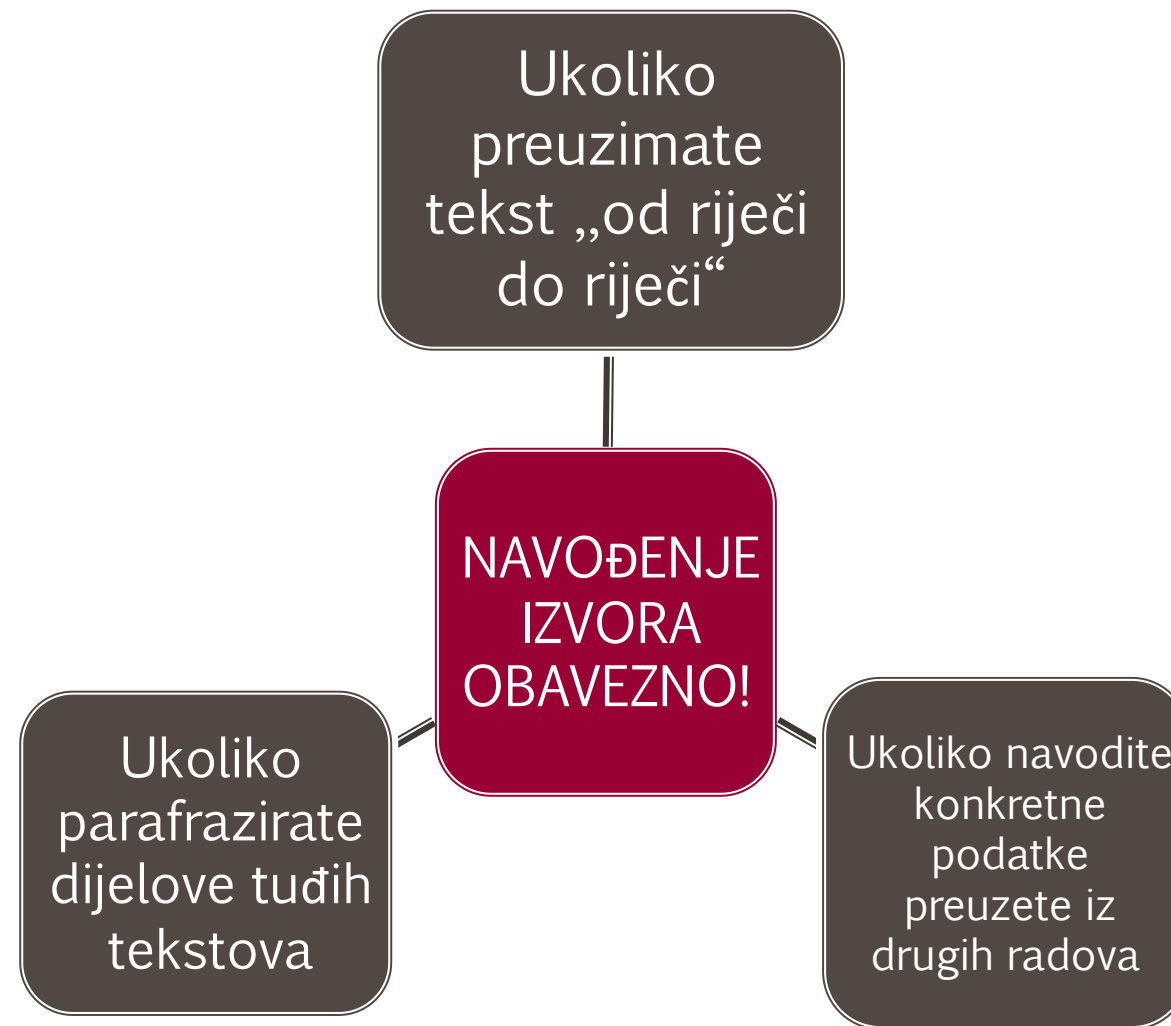 Ukoliko
preuzimate
tekst „od riječi
do riječi“
NAVOĐENJE
IZVORA
OBAVEZNO!
Ukoliko
parafrazirate
dijelove tuđih
tekstova
Ukoliko navodite
konkretne
podatke
preuzete iz
drugih radova